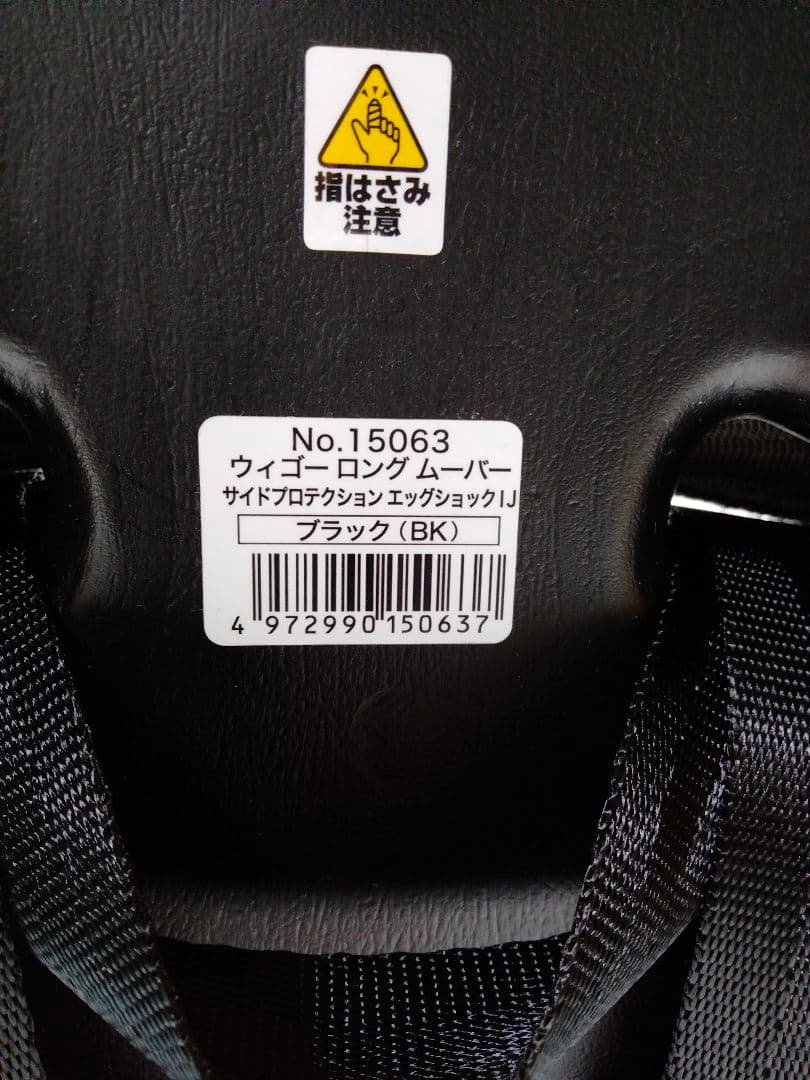 指はさみ
注意
No.15063
ウィゴー ロング ムーバー
サイドプロテクション エッグショックIJ
ブラック(BK)
4 972990 150637